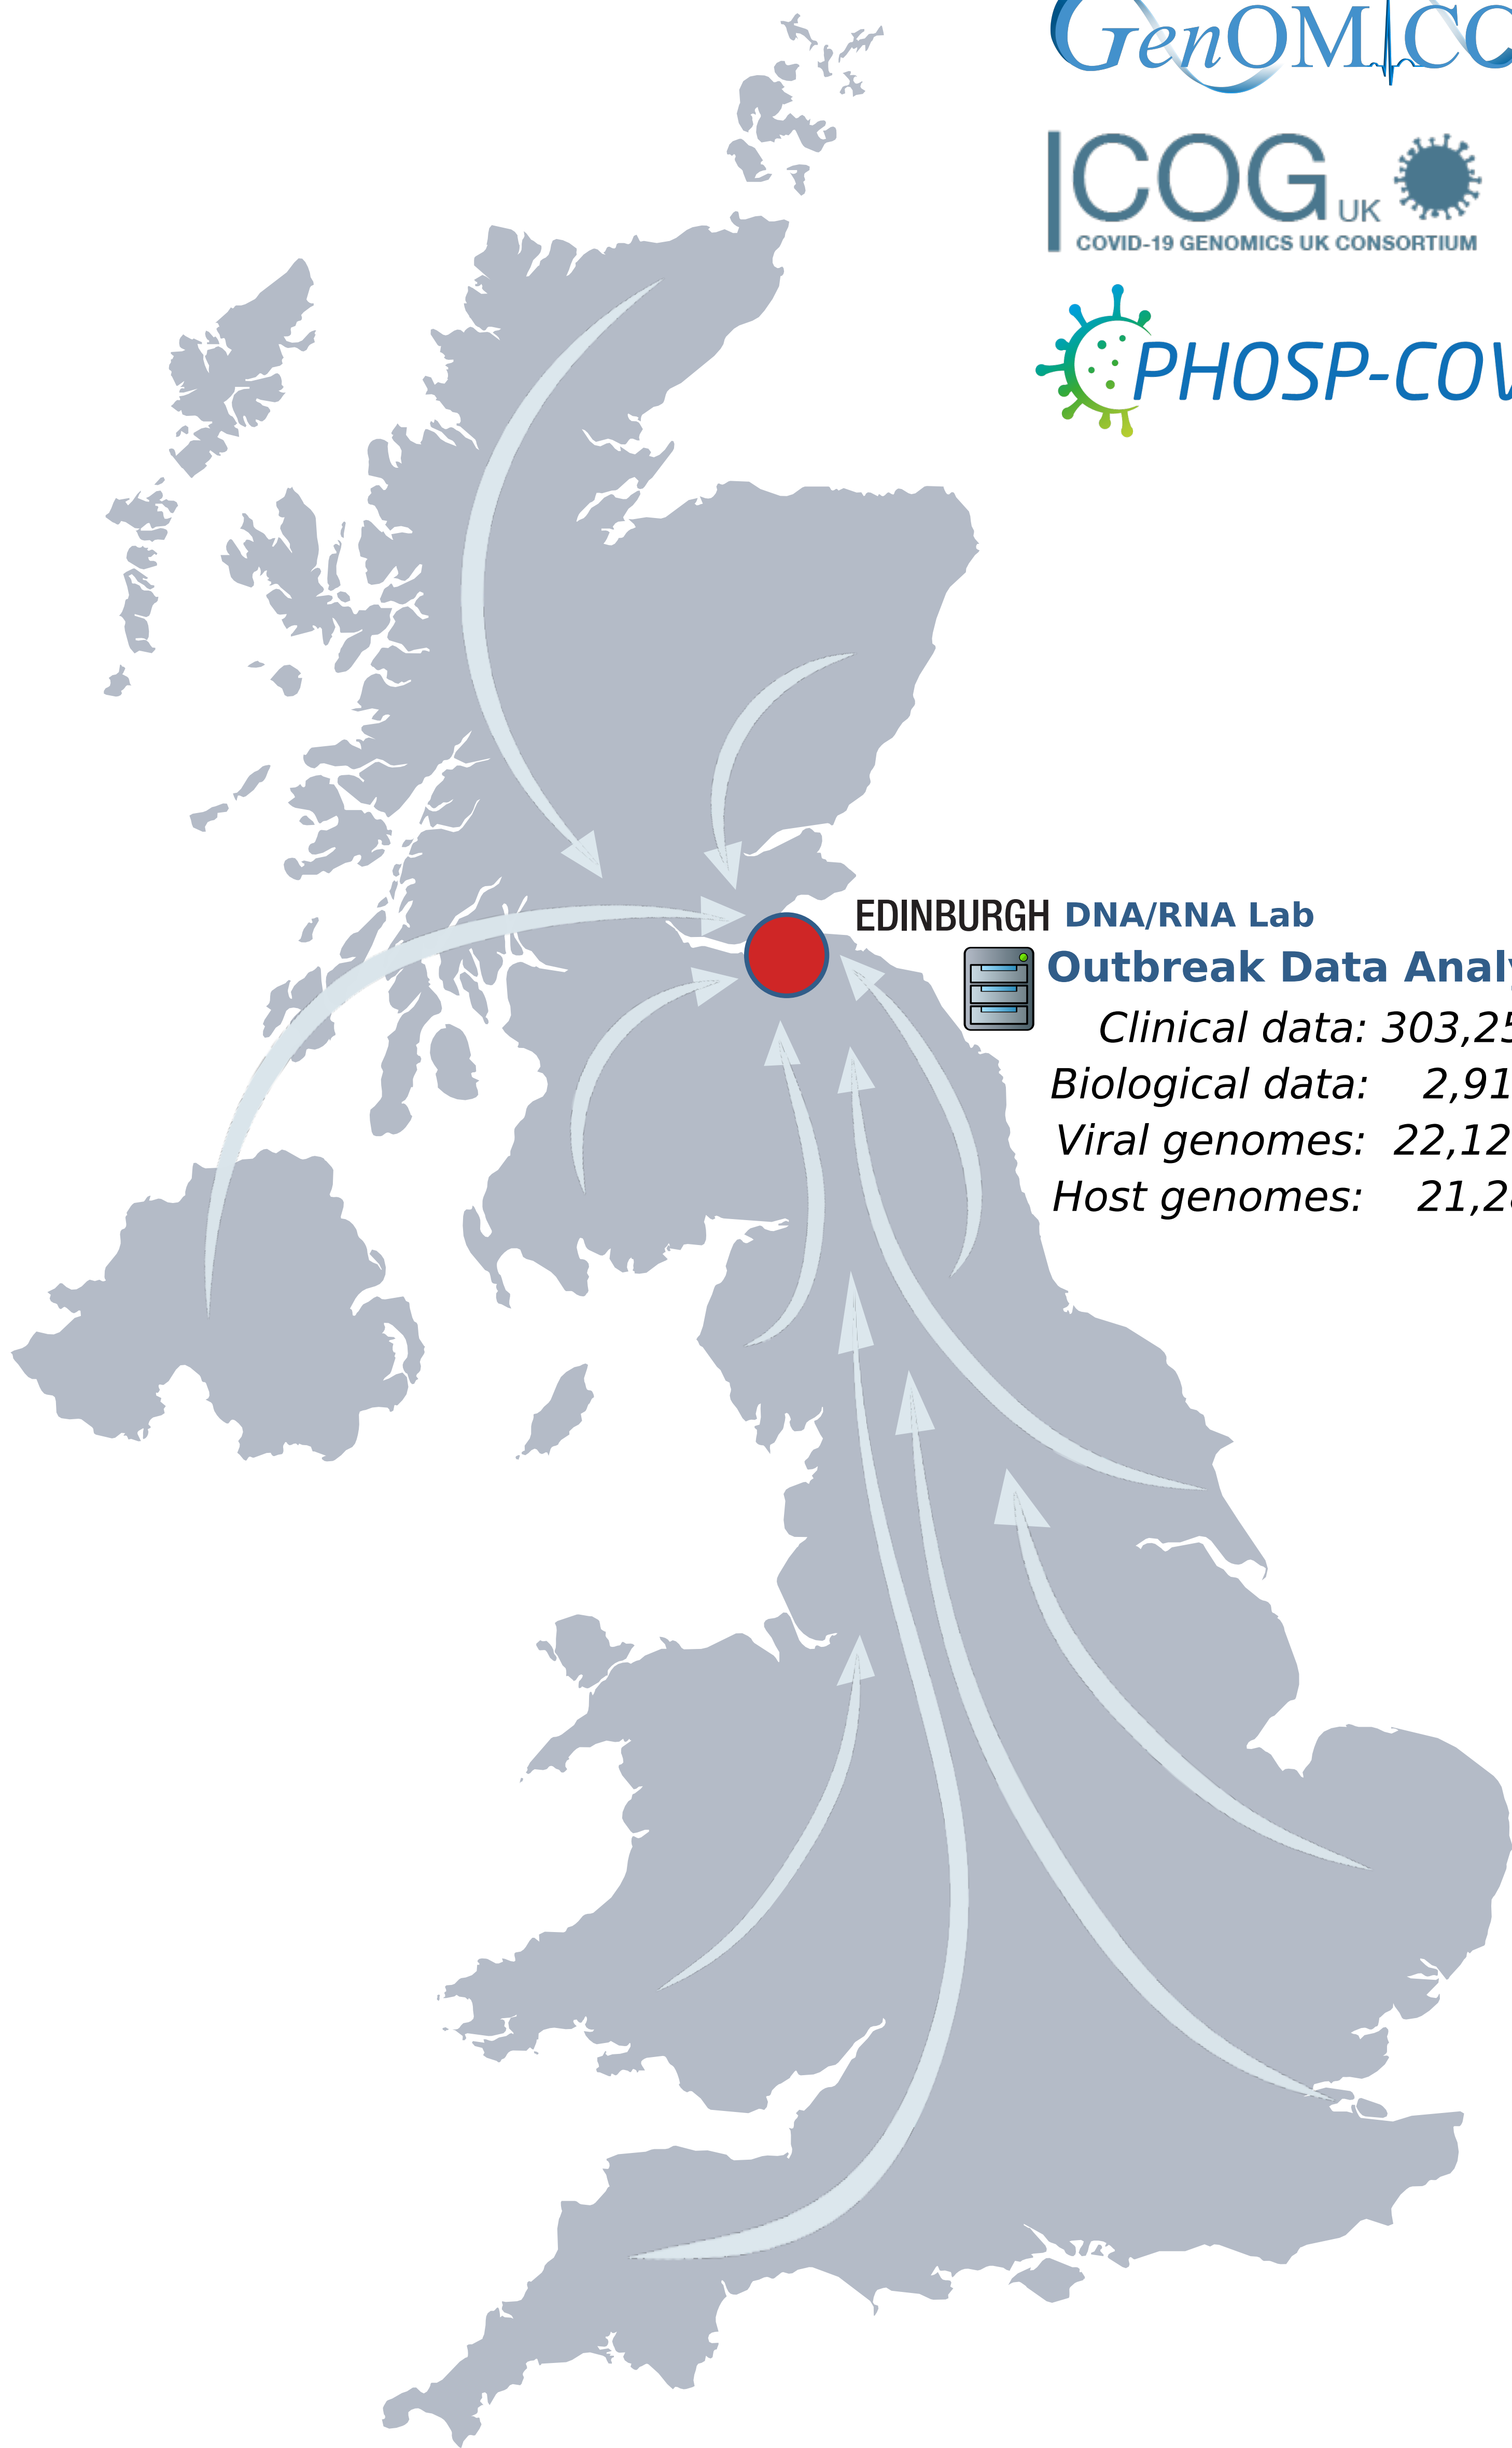 GenOMICC
COG UK
COVID-19 GENOMICS UK CONSORTIUM
PHOSP-COV
EDINBURGH DNA/RNA Lab
Outbreak Data Analy
Clinical data: 303,25
Biological data: 2,91
Viral genomes: 22,12
Host genomes: 21,2